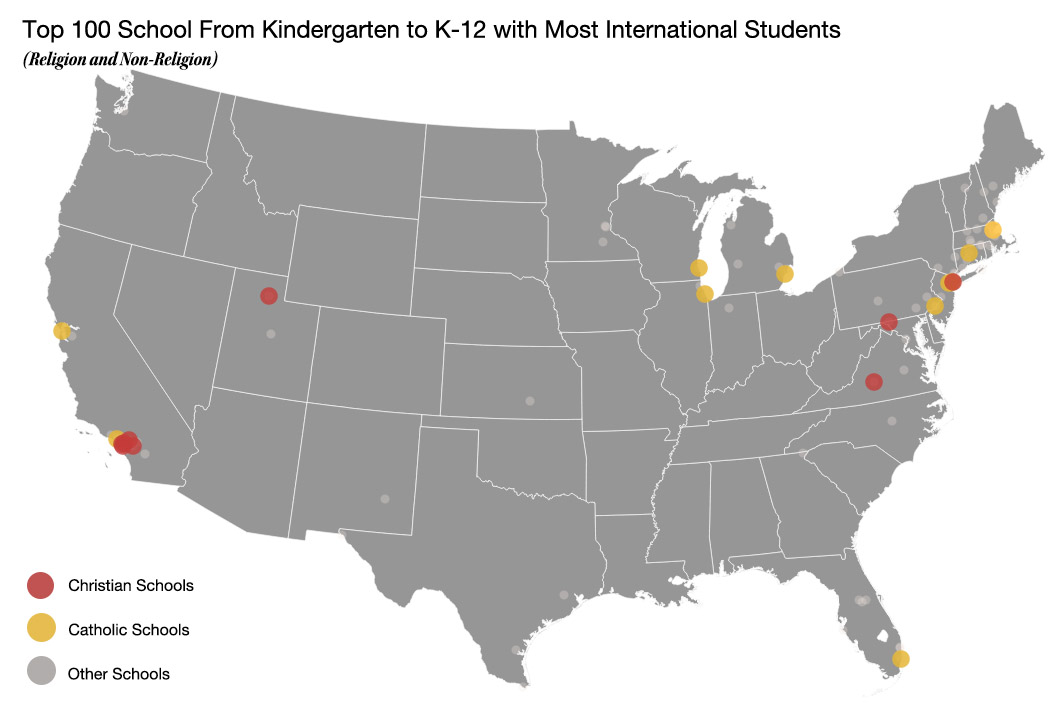 Top 100 School From Kindergarten to K-12 with Most International Students
(Religion and Non-Religion)
Christian Schools
Catholic Schools
Other Schools